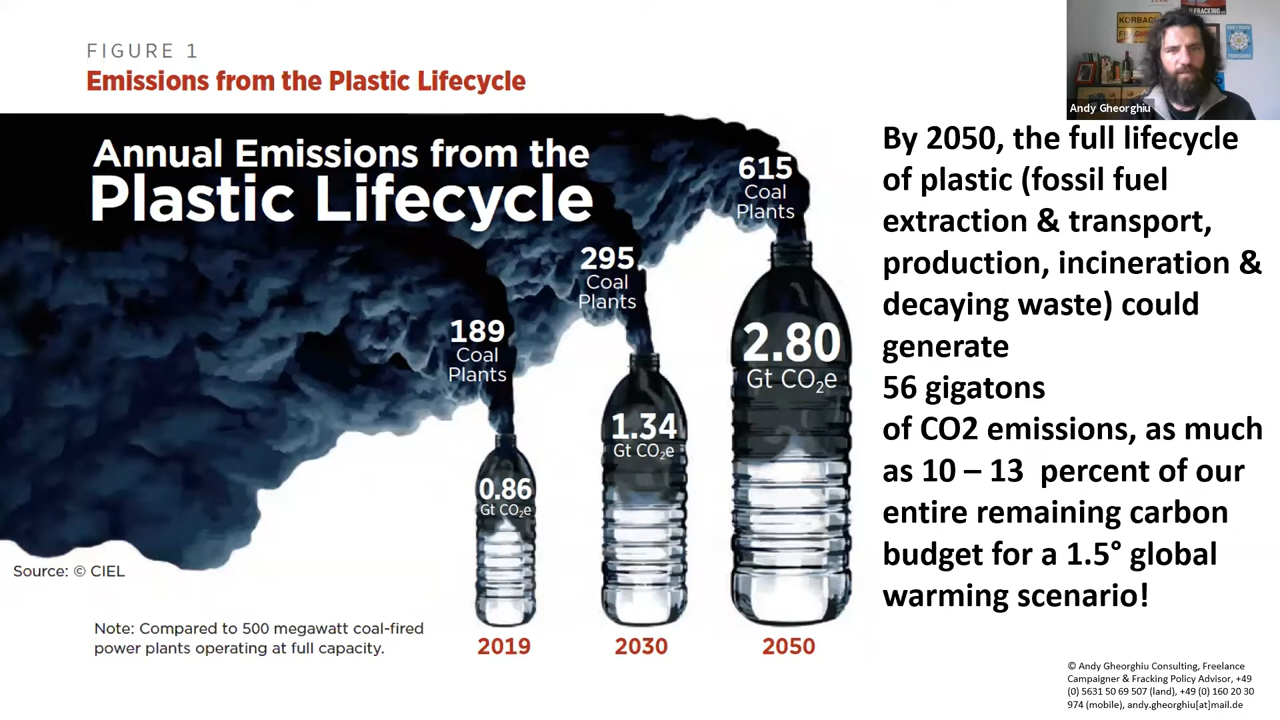 FIGURE 1
Emissions from the Plastic Lifecycle
Annual Emissions from the
Plastic Lifecycle
189
Coal
Plants
295
Coal
Plants
615
Coal
Plants
0.86
Gt CO₂e
1.34
Gt CO₂e
2.80
Gt CO₂e
2019
2030
2050
Source: © CIEL
Note: Compared to 500 megawatt coal-fired
power plants operating at full capacity.
KORBACH
FRACKING
Andy Gheorghiu
By 2050, the full lifecycle
of plastic (fossil fuel
extraction & transport,
production, incineration &
decaying waste) could
generate
56 gigatons
of CO2 emissions, as much
as 10 – 13 percent of our
entire remaining carbon
budget for a 1.5° global
warming scenario!
© Andy Gheorghiu Consulting, Freelance
Campaigner & Fracking Policy Advisor, +49
(0) 5631 50 69 507 (land), +49 (0) 160 20 30
974 (mobile), andy.gheorghiu[at]mail.de